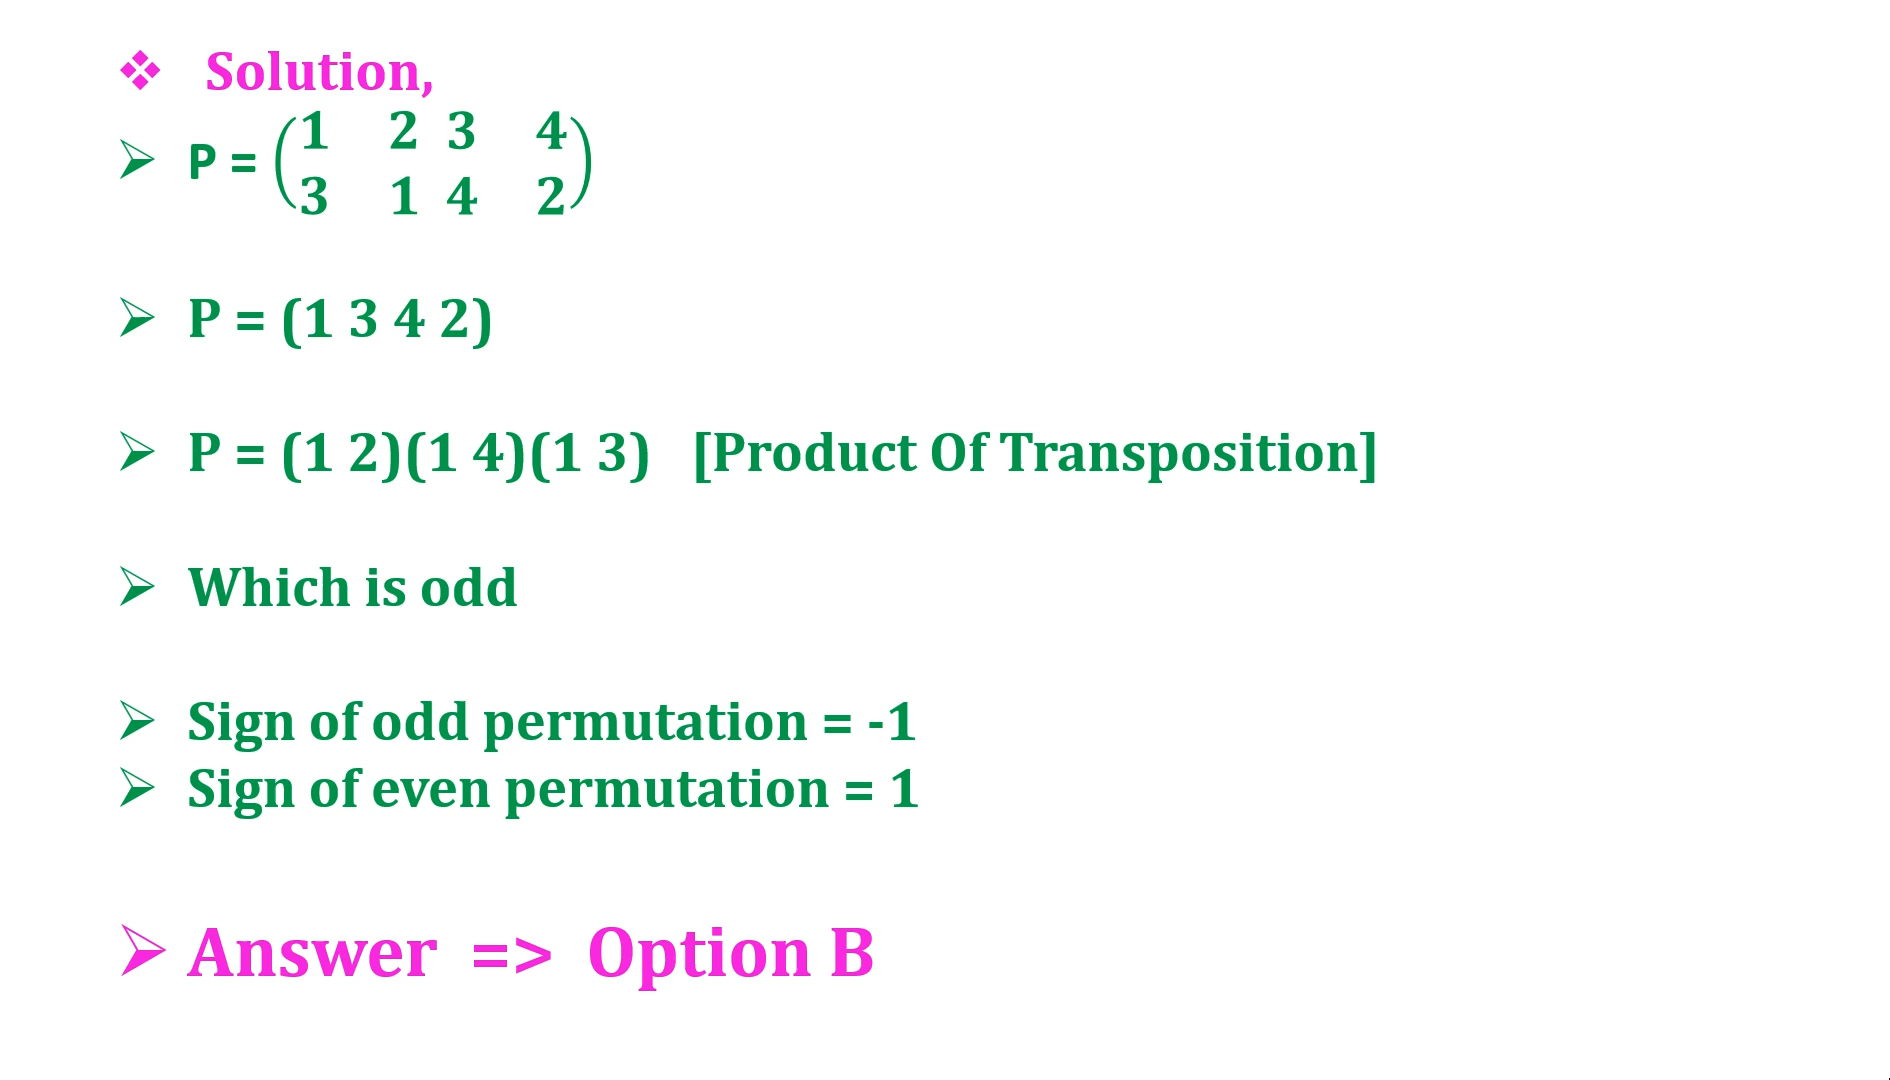 ❖ Solution,
➢ P = (1 2 3 4
3 1 4 2)
➢ P = (1 3 4 2)
➢ P = (1 2)(1 4)(1 3) [Product Of Transposition]
➢ Which is odd
➢ Sign of odd permutation = -1
➢ Sign of even permutation = 1
➢ Answer => Option B